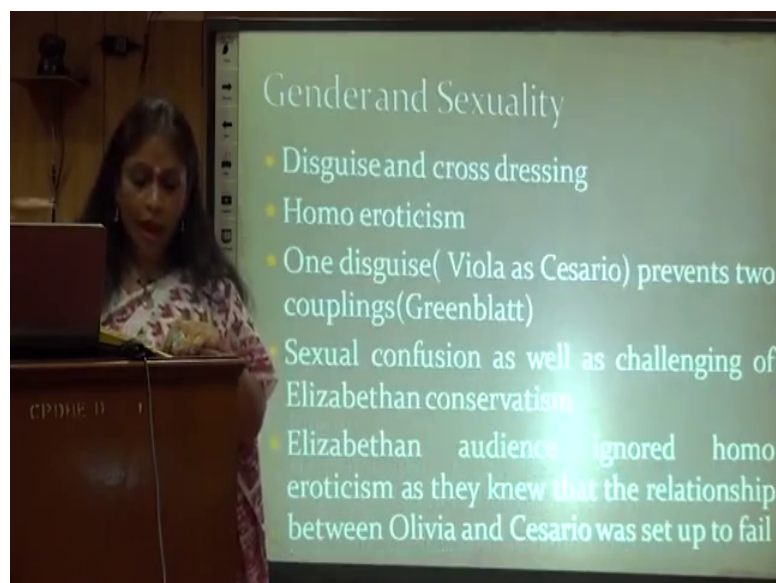 Gender and Sexuality
• Disguise and cross dressing
• Homo eroticism
• One disguise( Viola as Cesario) prevents two
couplings(Greenblatt)
• Sexual confusion as well as challenging of
Elizabethan conservatism
• Elizabethan audience ignored homo
eroticism as they knew that the relationship
between Olivia and Cesario was set up to fail